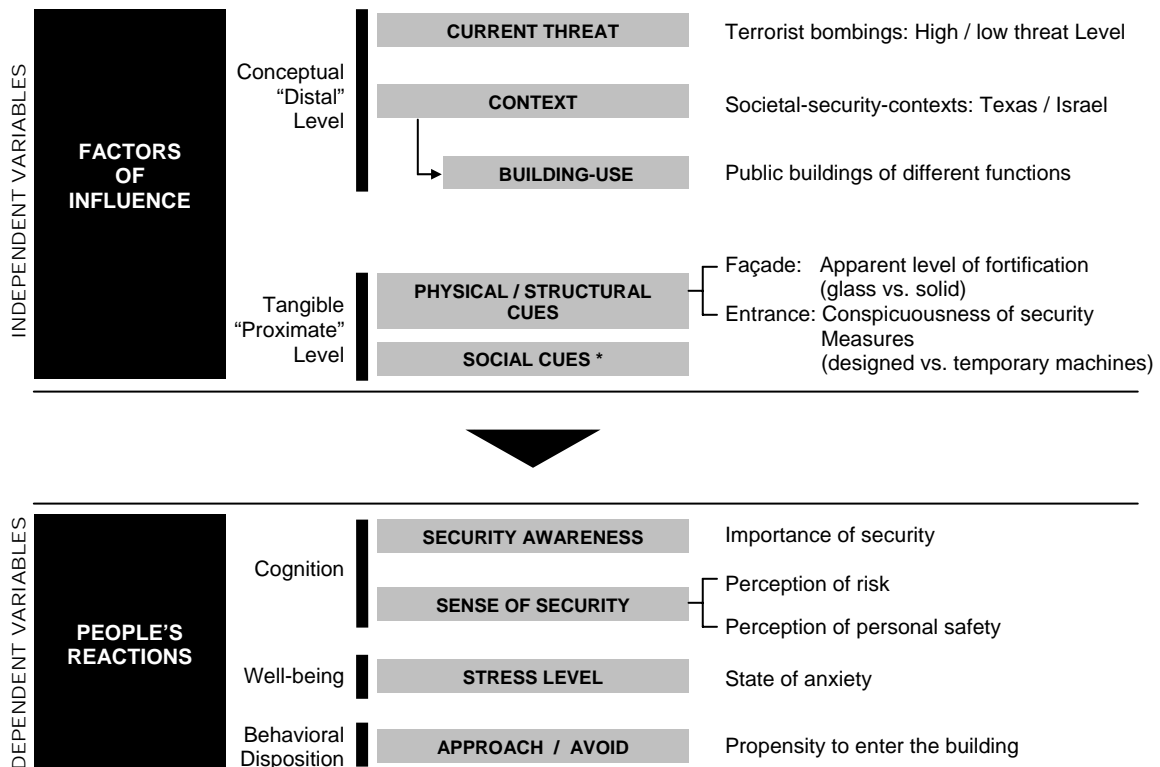 INDEPENDENT VARIABLES
FACTORS
OF
INFLUENCE
Conceptual
“Distal”
Level
CURRENT THREAT
Terrorist bombings: High / low threat Level
CONTEXT
Societal-security-contexts: Texas / Israel
BUILDING-USE
Public buildings of different functions
Tangible
“Proximate”
Level
PHYSICAL / STRUCTURAL
CUES
Façade: Apparent level of fortification
(glass vs. solid)
Entrance: Conspicuousness of security
Measures
(designed vs. temporary machines)
SOCIAL CUES *
DEPENDENT VARIABLES
PEOPLE’S
REACTIONS
Cognition
SECURITY AWARENESS
Importance of security
SENSE OF SECURITY
Perception of risk
Perception of personal safety
Well-being
STRESS LEVEL
State of anxiety
Behavioral
Disposition
APPROACH / AVOID
Propensity to enter the building